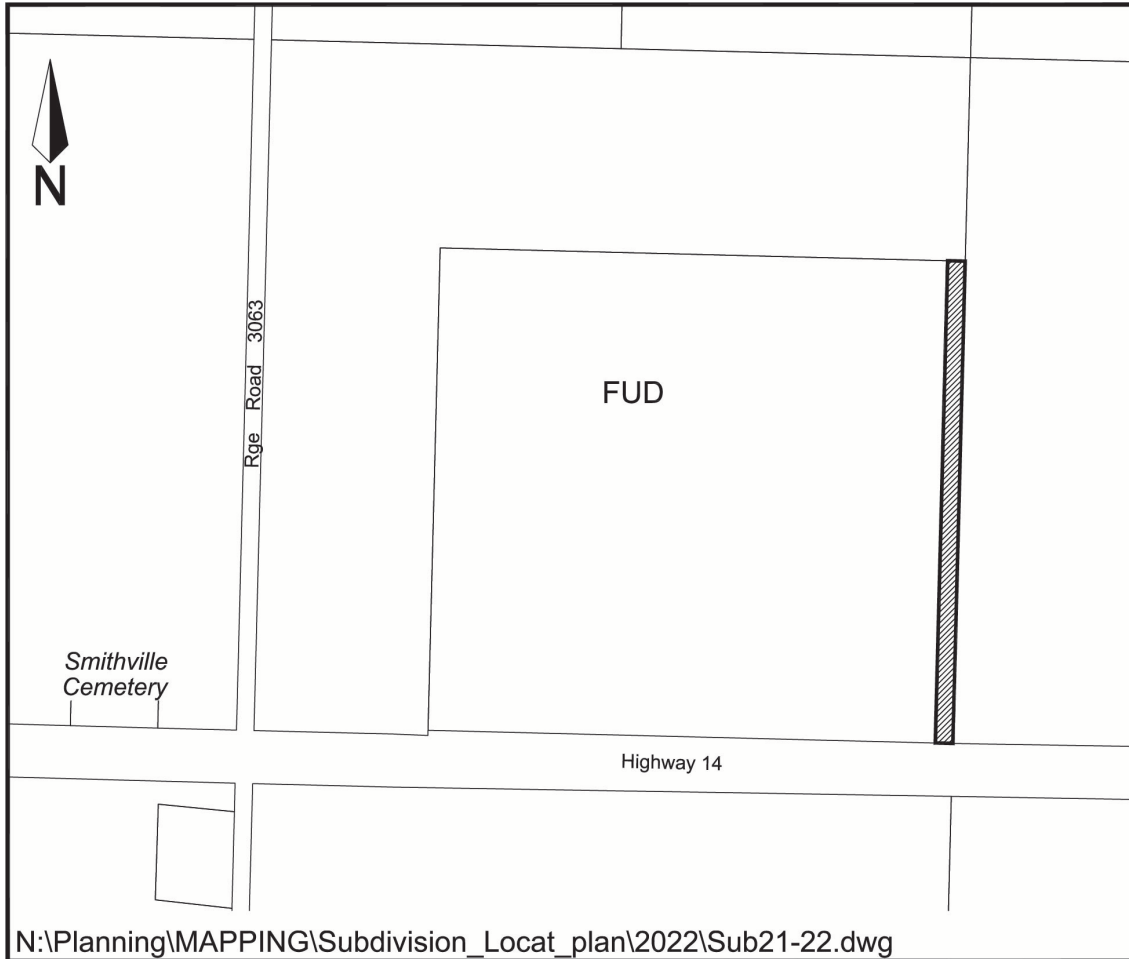 N
Rge Road 3063
FUD
Smithville
Cemetery
Highway 14
N:\Planning\MAPPING\Subdivision_Locat_plan\2022\Sub21-22.dwg